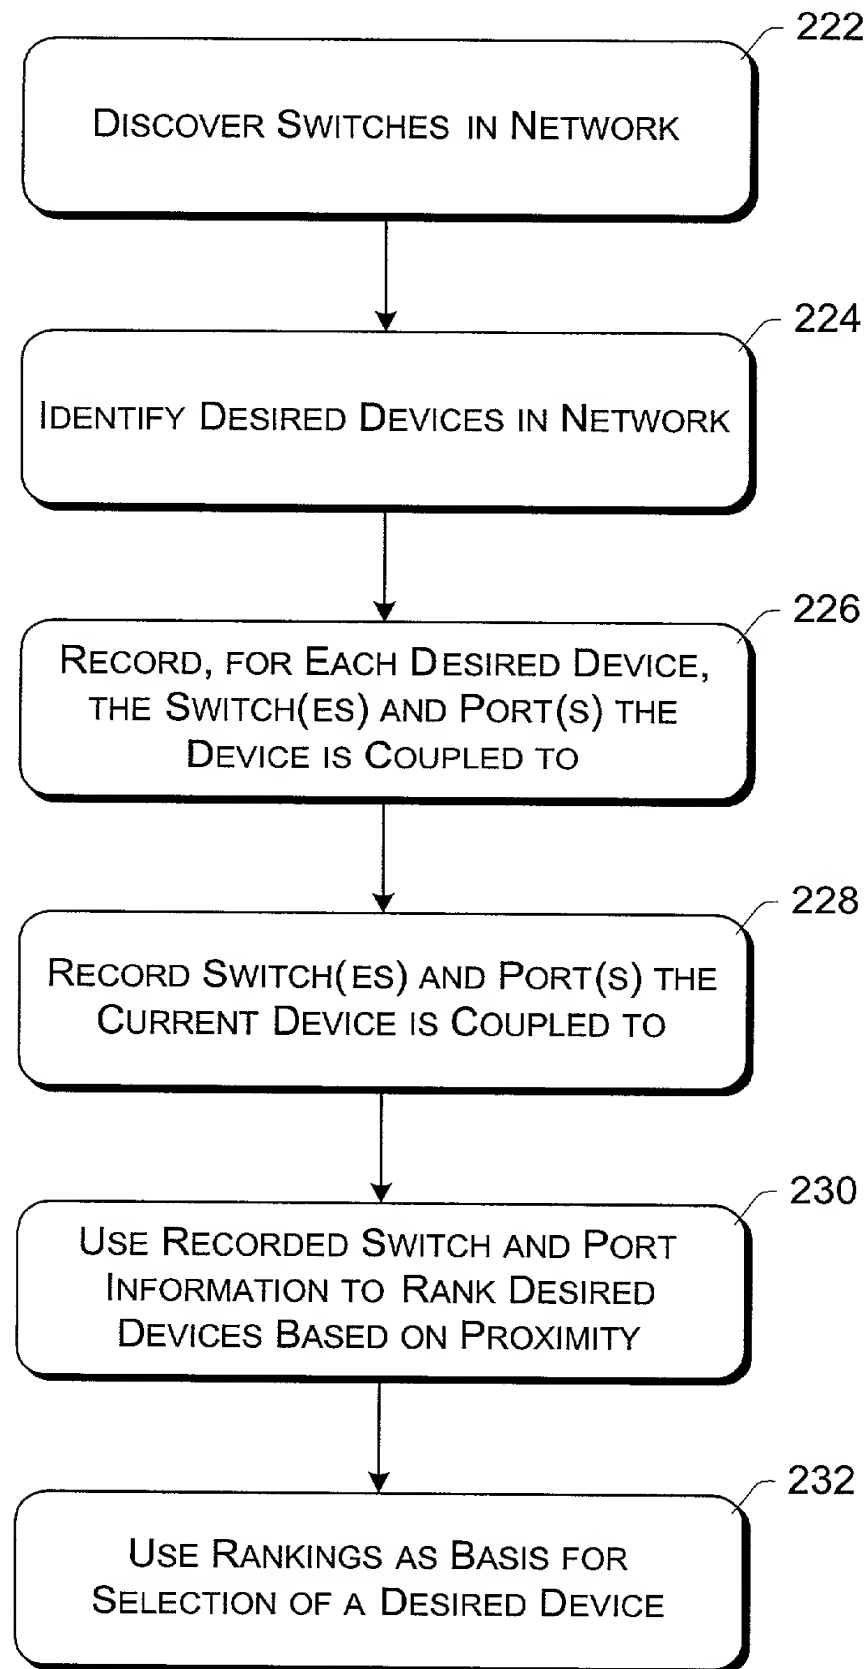 222
DISCOVER SWITCHES IN NETWORK
224
IDENTIFY DESIRED DEVICES IN NETWORK
226
RECORD, FOR EACH DESIRED DEVICE,
THE SWITCH(ES) AND PORT(S) THE
DEVICE IS COUPLED TO
228
RECORD SWITCH(ES) AND PORT(S) THE
CURRENT DEVICE IS COUPLED TO
230
USE RECORDED SWITCH AND PORT
INFORMATION TO RANK DESIRED
DEVICES BASED ON PROXIMITY
232
USE RANKINGS AS BASIS FOR
SELECTION OF A DESIRED DEVICE